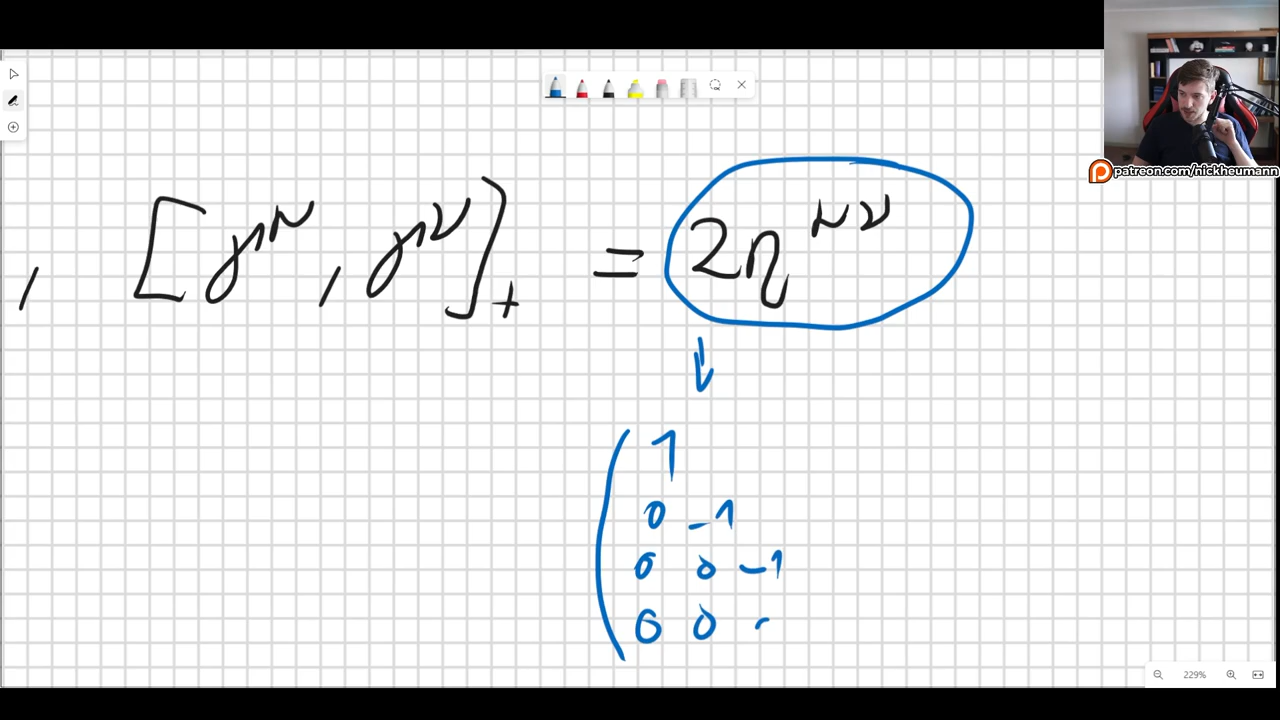 patreon.com/nickheumann
, [γ^μ, γ^ν]₊ = 2η^μν
↓
1
0 -1
0 0 -1
0 0
229%